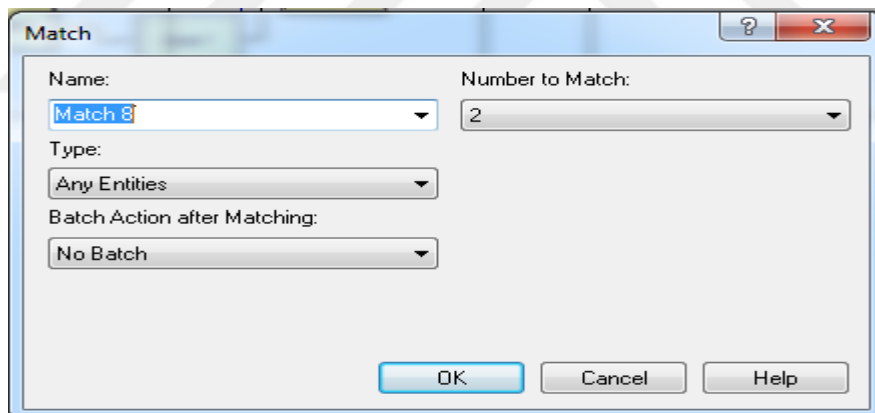 Match
Name:
Match 8
Number to Match:
2
Type:
Any Entities
Batch Action after Matching:
No Batch
OK
Cancel
Help